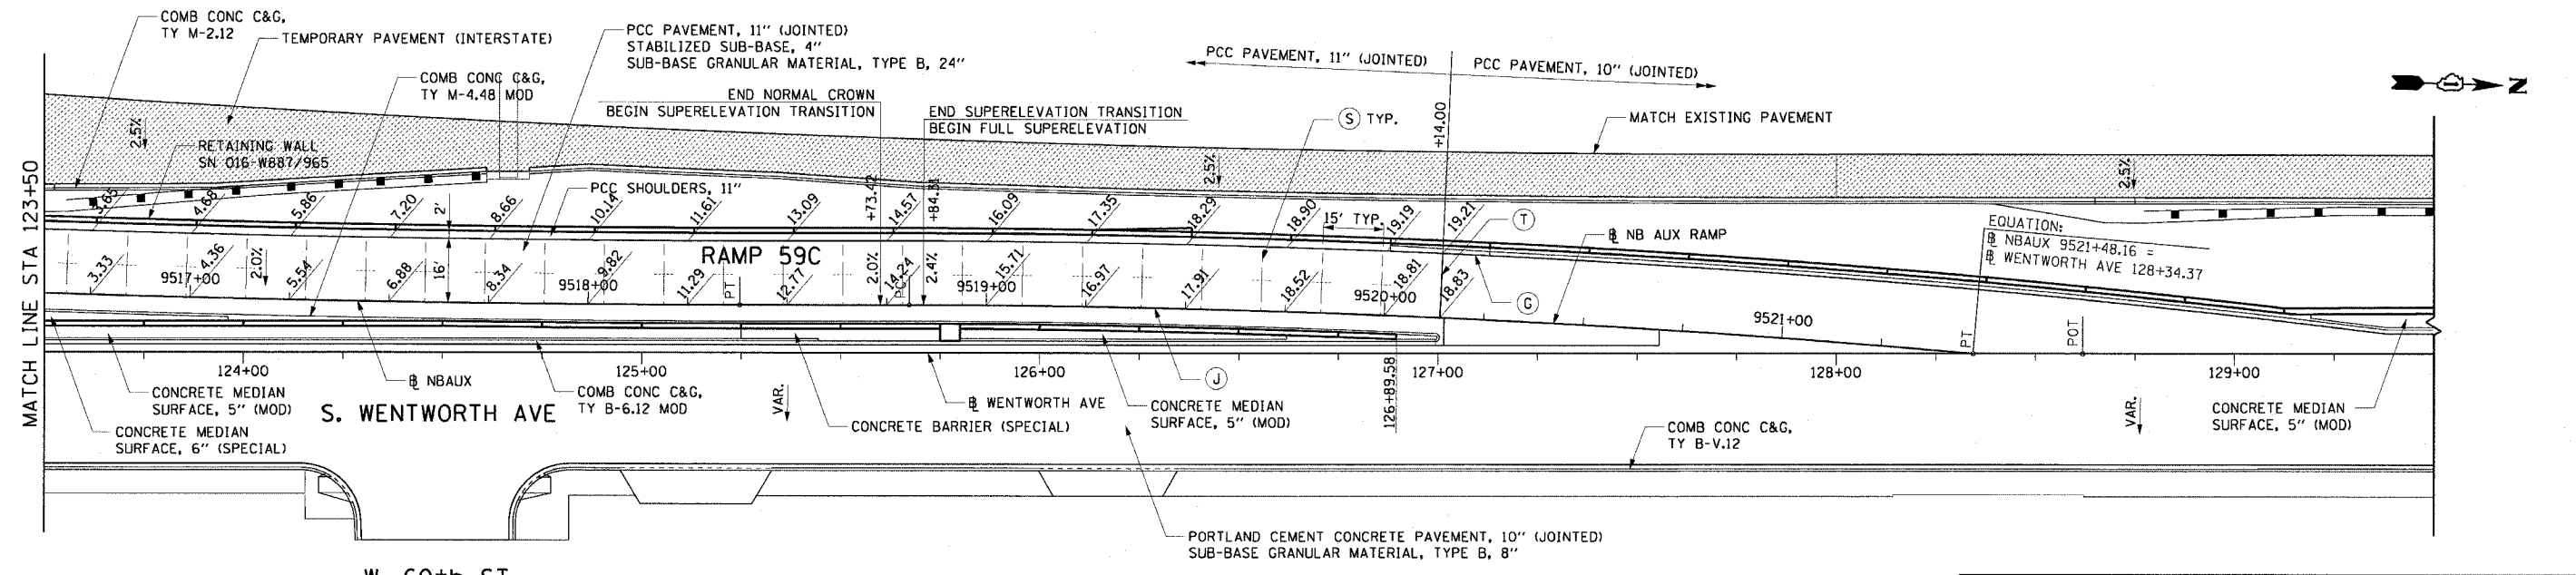 COMB CONC C&G,
TY M-2.12
TEMPORARY PAVEMENT (INTERSTATE)
PCC PAVEMENT, 11" (JOINTED)
STABILIZED SUB-BASE, 4"
SUB-BASE GRANULAR MATERIAL, TYPE B, 24"
COMB CONC C&G,
TY M-4.48 MOD
END NORMAL CROWN
BEGIN SUPERELEVATION TRANSITION
END SUPERELEVATION TRANSITION
BEGIN FULL SUPERELEVATION
PCC PAVEMENT, 11" (JOINTED)
PCC PAVEMENT, 10" (JOINTED)
+14.00
S TYP.
MATCH EXISTING PAVEMENT
N
MATCH LINE STA 123+50
2.5%
RETAINING WALL
SN 016-W887/965
PCC SHOULDERS, 11"
+73.42
+84.31
2.5%
2.5%
3.65
4.68
5.86
7.20
2'
8.66
10.14
11.61
13.09
14.57
16.09
17.35
18.29
18.90
15' TYP.
19.19
19.21
T
℄ NB AUX RAMP
EQUATION:
℄ NBAUX 9521+48.16 =
℄ WENTWORTH AVE 128+34.37
RAMP 59C
3.33
4.36
2.0%
5.54
6.88
16'
8.34
9.82
11.29
PT
12.77
2.0%
14.24
PC
2.4%
15.71
16.97
17.91
18.52
18.81
18.83
G
9517+00
9518+00
9519+00
9520+00
9521+00
PT
POT
124+00
125+00
126+00
127+00
128+00
129+00
℄ NBAUX
CONCRETE MEDIAN
SURFACE, 5" (MOD)
S. WENTWORTH AVE
COMB CONC C&G,
TY B-6.12 MOD
VAR.
J
℄ WENTWORTH AVE
CONCRETE BARRIER (SPECIAL)
CONCRETE MEDIAN
SURFACE, 5" (MOD)
126+89.58
COMB CONC C&G,
TY B-V.12
VAR.
CONCRETE MEDIAN
SURFACE, 5" (MOD)
CONCRETE MEDIAN
SURFACE, 6" (SPECIAL)
PORTLAND CEMENT CONCRETE PAVEMENT, 10" (JOINTED)
SUB-BASE GRANULAR MATERIAL, TYPE B, 8"
W. 60th ST